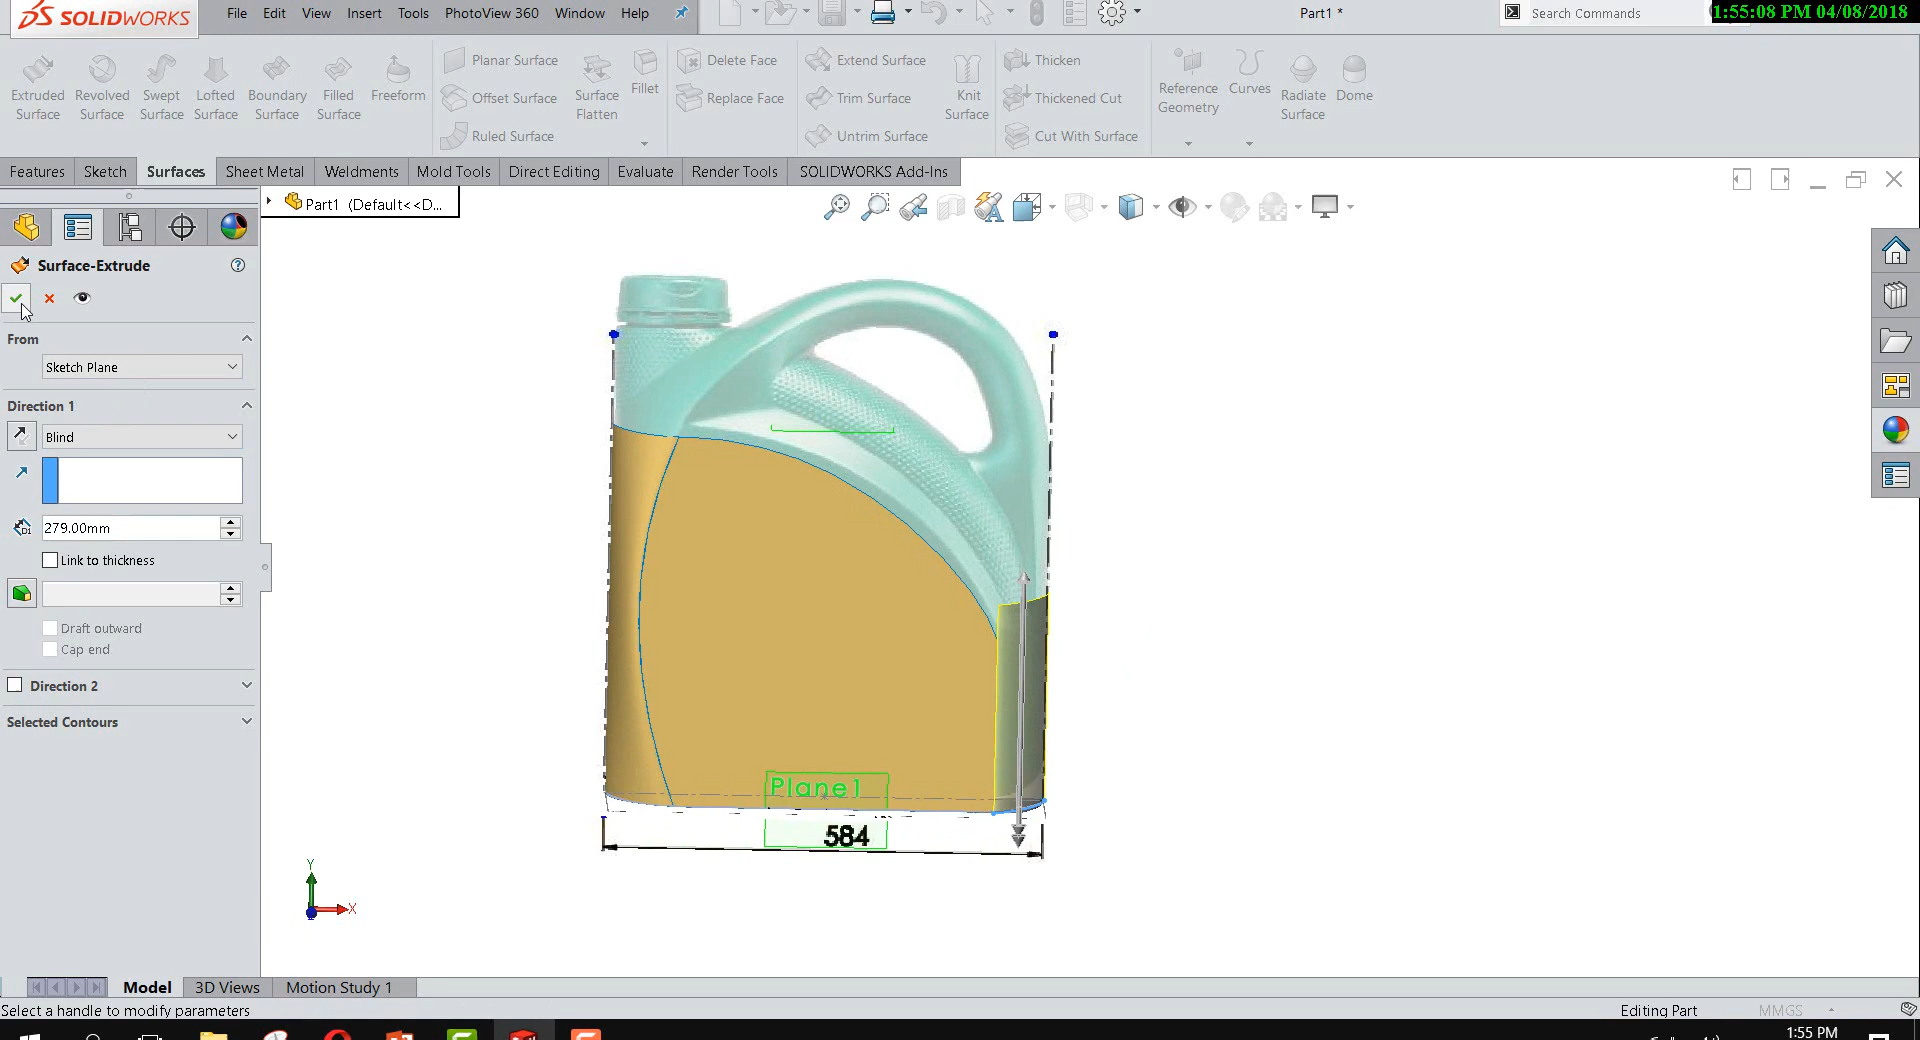 SOLIDWORKS File Edit View Insert Tools PhotoView 360 Window Help Part1 * Search Commands 1:55:08 PM 04/08/2018
Extruded Surface
Revolved Surface
Swept Surface
Lofted Surface
Boundary Surface
Filled Surface
Freeform
Planar Surface
Offset Surface
Ruled Surface
Surface Flatten
Fillet
Delete Face
Replace Face
Extend Surface
Trim Surface
Untrim Surface
Knit Surface
Thicken
Thickened Cut
Cut With Surface
Reference Geometry
Curves
Radiate Surface
Dome
Features Sketch Surfaces Sheet Metal Weldments Mold Tools Direct Editing Evaluate Render Tools SOLIDWORKS Add-Ins
Part1 (Default<<D...
Surface-Extrude
From
Sketch Plane
Direction 1
Blind
279.00mm
Link to thickness
Draft outward
Cap end
Direction 2
Selected Contours
Plane1
584
Y
X
Model 3D Views Motion Study 1
Select a handle to modify parameters Editing Part MMGS
1:55 PM